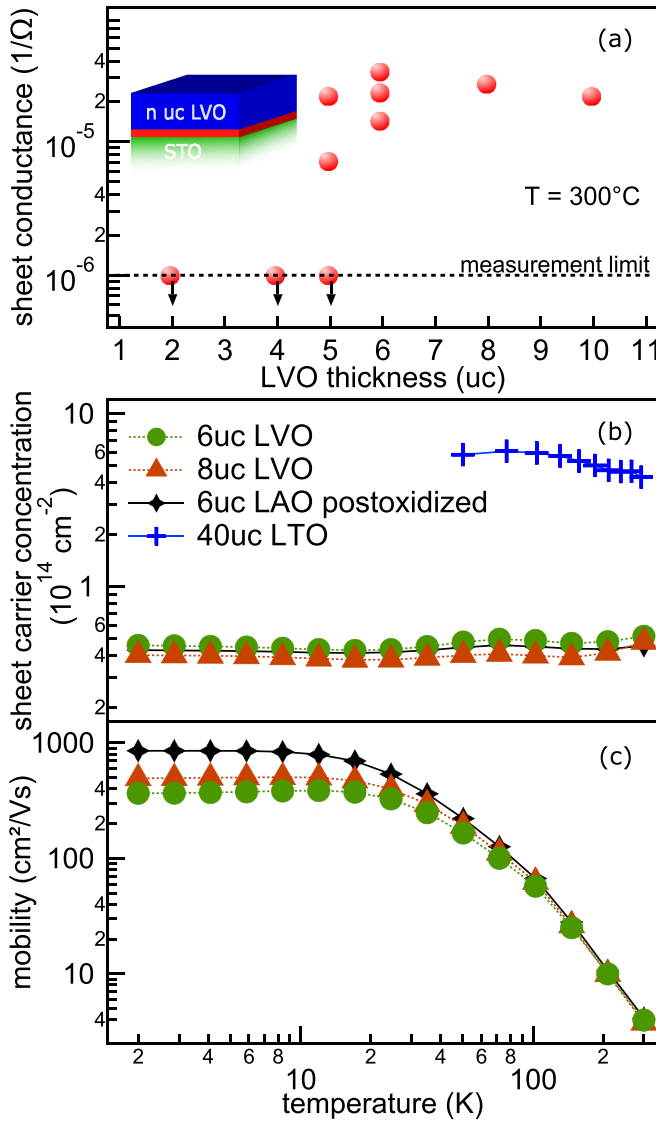 (a)
sheet conductance (1/Ω)
4
2
10-5
4
2
10-6
n uc LVO
STO
T = 300°C
measurement limit
1 2 3 4 5 6 7 8 9 10 11
LVO thickness (uc)
(b)
sheet carrier concentration
(10^14 cm^-2)
10
6
4
2
1
6
4
2
6uc LVO
8uc LVO
6uc LAO postoxidized
40uc LTO
(c)
mobility (cm²/Vs)
1000
4
2
100
4
2
10
4
2 4 6 8 2 4 6 8 2
10 100
temperature (K)